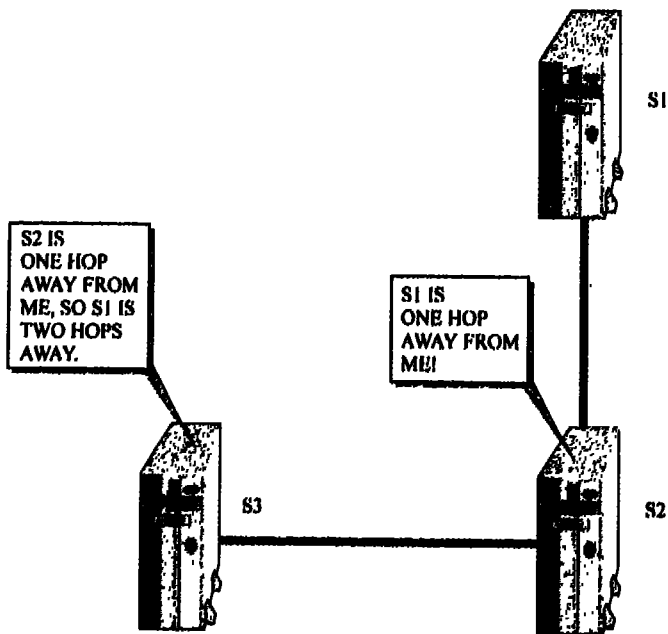 S1
S2 IS
ONE HOP
AWAY FROM
ME, SO S1 IS
TWO HOPS
AWAY.
S1 IS
ONE HOP
AWAY FROM
ME!
S3
S2